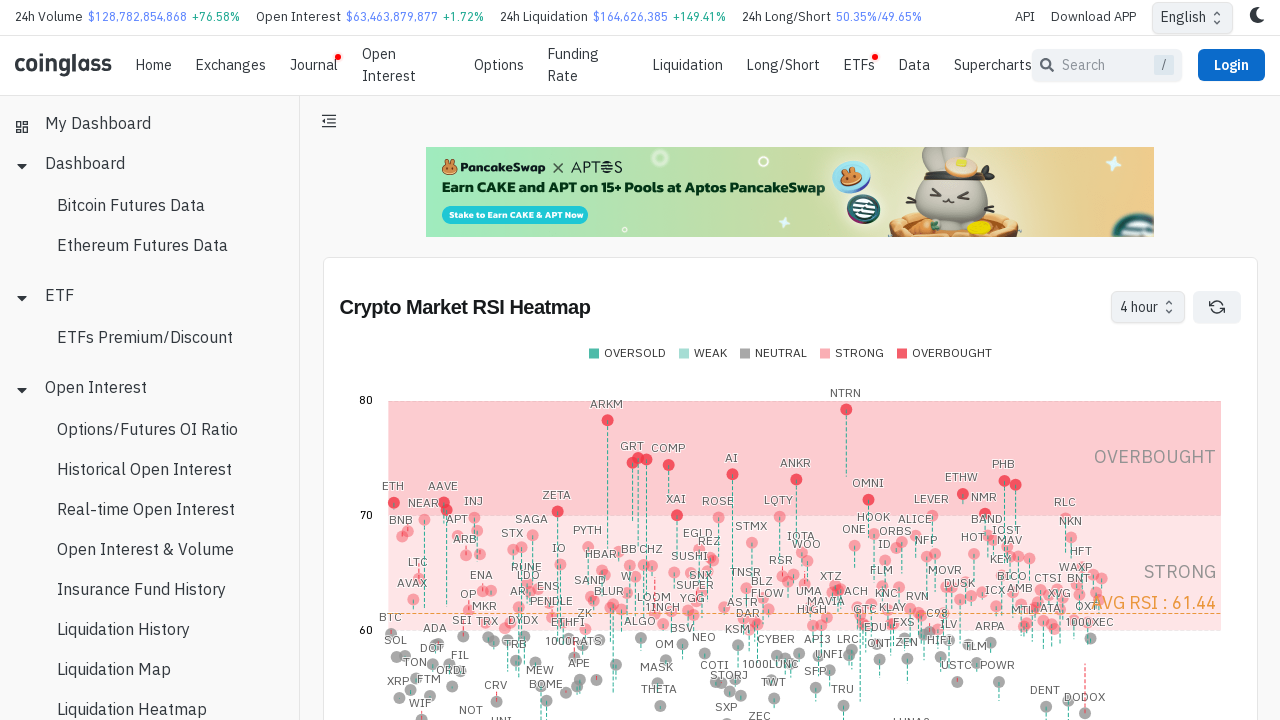 24h Volume $128,782,854,868 +76.58% Open Interest $63,463,879,877 +1.72% 24h Liquidation $164,626,385 +149.41% 24h Long/Short 50.35%/49.65% API Download APP English
coinglass Home Exchanges Journal Open Interest Options Funding Rate Liquidation Long/Short ETFs Data Supercharts Search / Login
My Dashboard
Dashboard
Bitcoin Futures Data
Ethereum Futures Data
ETF
ETFs Premium/Discount
Open Interest
Options/Futures OI Ratio
Historical Open Interest
Real-time Open Interest
Open Interest & Volume
Insurance Fund History
Liquidation History
Liquidation Map
Liquidation Heatmap
PancakeSwap × APTOS
Earn CAKE and APT on 15+ Pools at Aptos PancakeSwap
Stake to Earn CAKE & APT Now
Crypto Market RSI Heatmap
4 hour
OVERSOLD WEAK NEUTRAL STRONG OVERBOUGHT
80
NTRN
ARKM
GRT COMP
OVERBOUGHT
AI ANKR PHB
ETH AAVE OMNI ETHW
NEAR INJ ZETA XAI ROSE LQTY LEVER NMR RLC
70
BNB APT SAGA HOOK ALICE BAND NKN
ARB STX PYTH EGLD REZ STMX IOTA WOO ONE ORBS NFP HOT IOST MAV
LTC IO HBAR BB CHZ SUSHI RSR ID KEY HFT
STRONG
AVAX ENA RUNE LDO SAND W SNX TNSR BLZ XTZ FLM MOVR BICO CTSI BNT WAXP
OP ENS BLUR LOOM SUPER YGG FLOW UMA ACH KNC DUSK ICX AMB XVG
AVG RSI : 61.44
MKR PENDLE ZK 1INCH ASTR HIGH MAVIA GTC KLAY RVN MTL ATA QXT
BTC SEI TRX DYDX ETHFI ALGO BSV DAR EDU FXS C98 ILV ARPA 1000XEC
60
SOL ADA TRB 1000RATS OM NEO KSM CYBER API3 LRC ONT ZEN HIFI TLM
XRP TON DOT FIL ORDI MEW APE MASK COTI 1000LUNC UNFI SFP USTC POWR
FTM WIF CRV BOME THETA STORJ TWT TRU DENT DODOX
NOT UNI SXP ZEC LUNA2